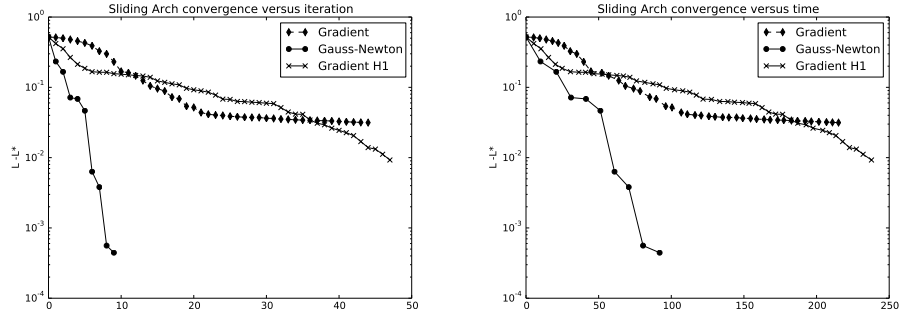 Sliding Arch convergence versus iteration
10^0
10^-1
10^-2
10^-3
10^-4
L -L*
0 10 20 30 40 50
Gradient
Gauss-Newton
Gradient H1
Sliding Arch convergence versus time
10^0
10^-1
10^-2
10^-3
10^-4
L -L*
0 50 100 150 200 250
Gradient
Gauss-Newton
Gradient H1